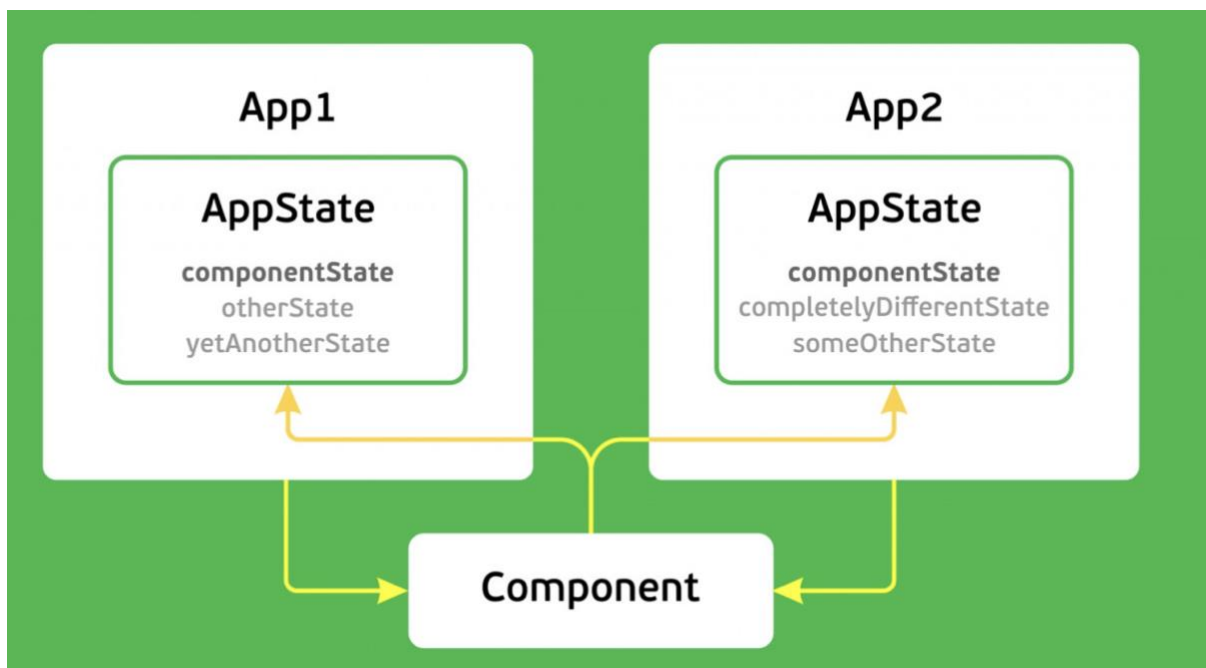 App1
AppState
componentState
otherState
yetAnotherState
App2
AppState
componentState
completelyDifferentState
someOtherState
Component